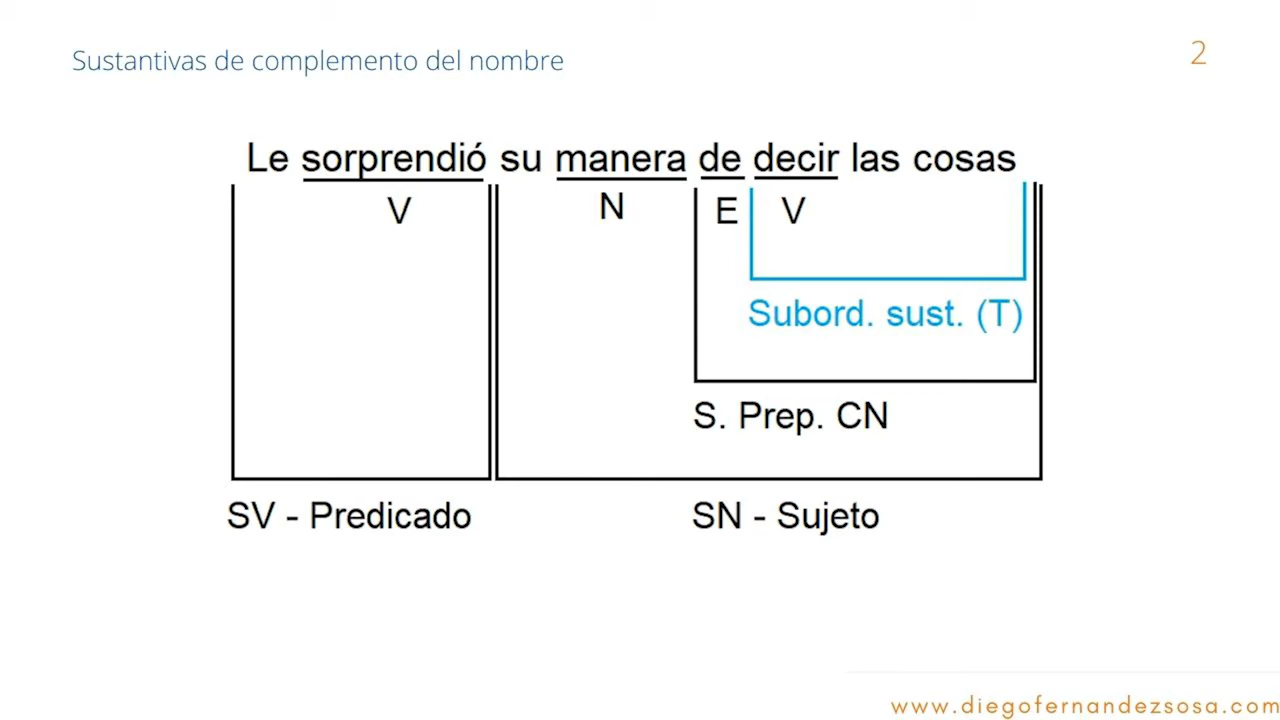 Sustantivas de complemento del nombre
2
Le sorprendió su manera de decir las cosas
V N E V
Subord. sust. (T)
S. Prep. CN
SV - Predicado SN - Sujeto
www.diegofernandezsosa.com